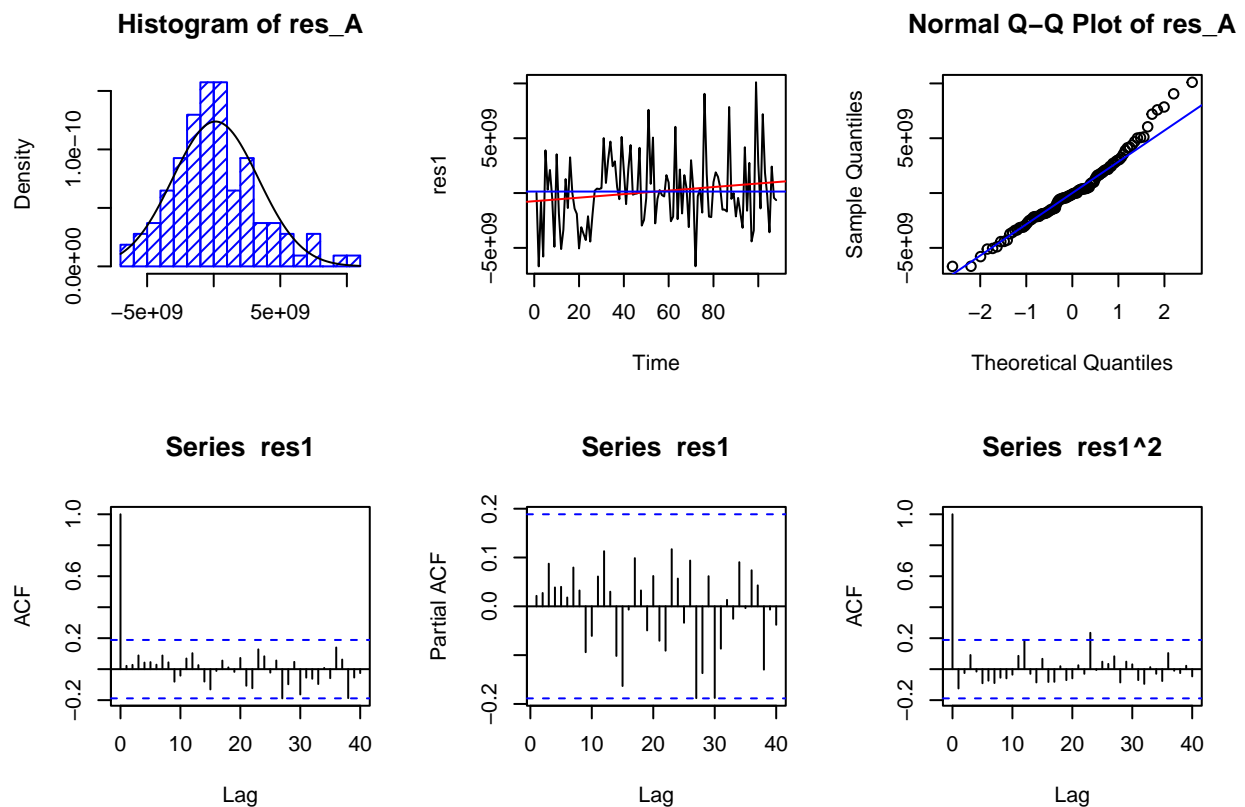 Histogram of res_A
Density
0.0e+00
1.0e−10
−5e+09
5e+09
res1
−5e+09
5e+09
0
20
40
60
80
Time
Normal Q−Q Plot of res_A
Sample Quantiles
−5e+09
5e+09
−2
−1
0
1
2
Theoretical Quantiles
Series res1
ACF
−0.2
0.2
0.6
1.0
0
10
20
30
40
Lag
Series res1
Partial ACF
−0.2
0.0
0.1
0.2
0
10
20
30
40
Lag
Series res1^2
ACF
−0.2
0.2
0.6
1.0
0
10
20
30
40
Lag